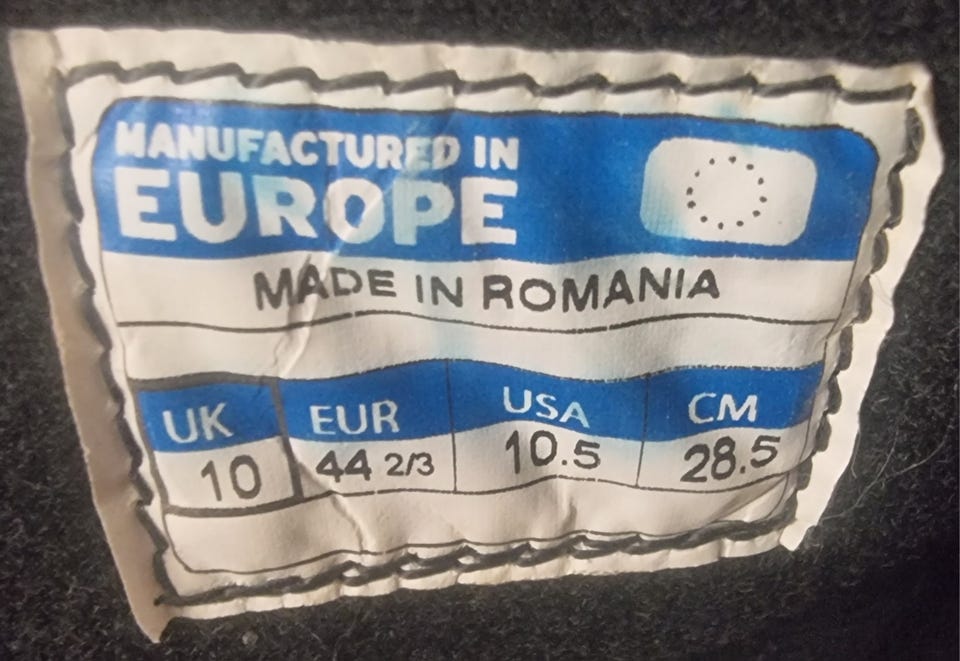 MANUFACTURED IN
EUROPE
MADE IN ROMANIA
UK EUR USA CM
10 44 2/3 10.5 28.5